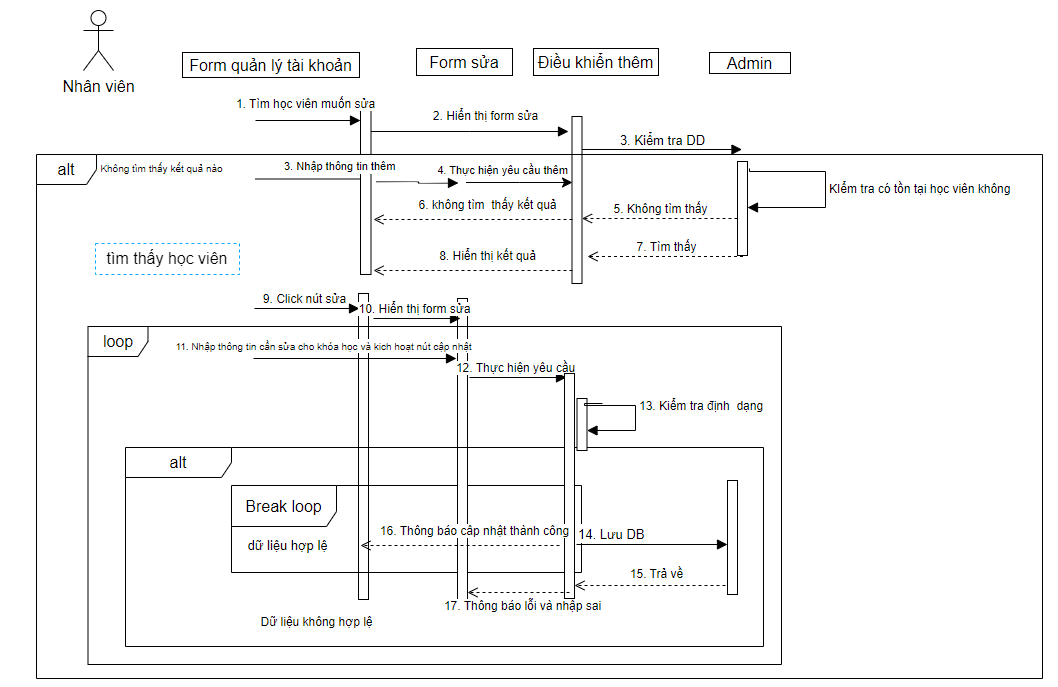 Nhân viên
Form quản lý tài khoản
Form sửa
Điều khiển thêm
Admin
1. Tìm học viên muốn sửa
2. Hiển thị form sửa
3. Kiểm tra DD
alt
Không tìm thấy kết quả nào
3. Nhập thông tin thêm
4. Thực hiện yêu cầu thêm
KIểm tra có tồn tại học viên không
6. không tìm thấy kết quả
5. Không tìm thấy
7. Tìm thấy
8. Hiển thị kết quả
tìm thấy học viên
9. Click nút sửa
10. Hiển thị form sửa
loop
11. Nhập thông tin cần sửa cho khóa học và kich hoạt nút cập nhật
12. Thực hiện yêu cầu
13. Kiểm tra định dạng
alt
Break loop
16. Thông báo câp nhật thành công
14. Lưu DB
dữ liệu hợp lê
15. Trả về
17. Thông báo lỗi và nhập sai
Dữ liệu không hợp lệ